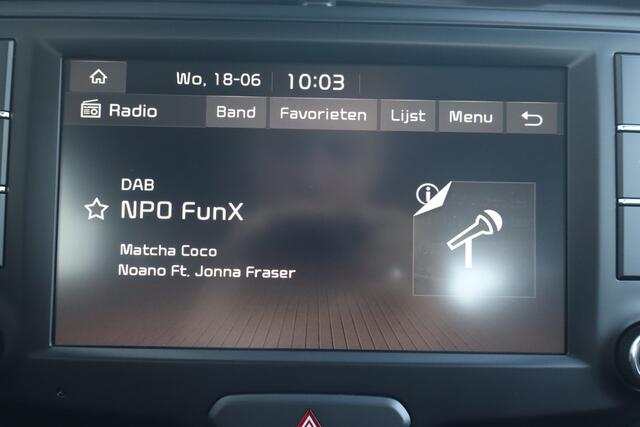 Wo, 18-06 10:03
Radio Band Favorieten Lijst Menu
DAB
NPO FunX
Matcha Coco
Noano Ft. Jonna Fraser